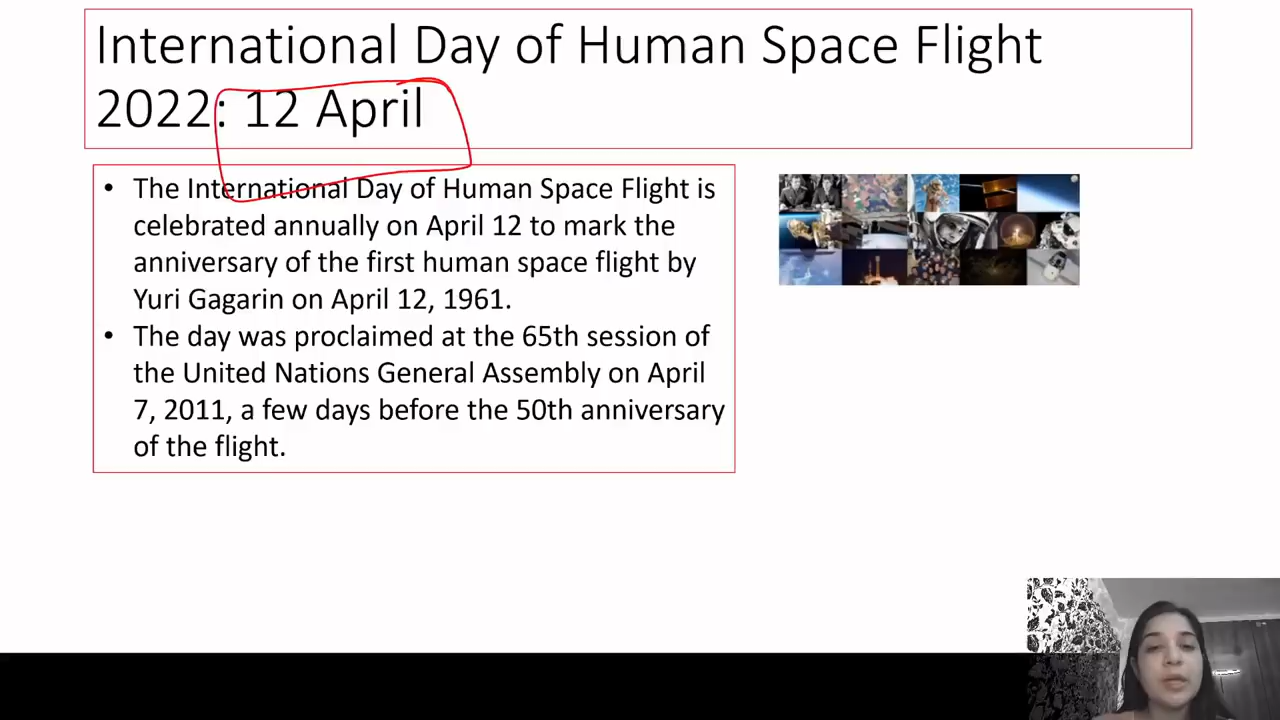 International Day of Human Space Flight
2022: 12 April
• The International Day of Human Space Flight is
celebrated annually on April 12 to mark the
anniversary of the first human space flight by
Yuri Gagarin on April 12, 1961.
• The day was proclaimed at the 65th session of
the United Nations General Assembly on April
7, 2011, a few days before the 50th anniversary
of the flight.